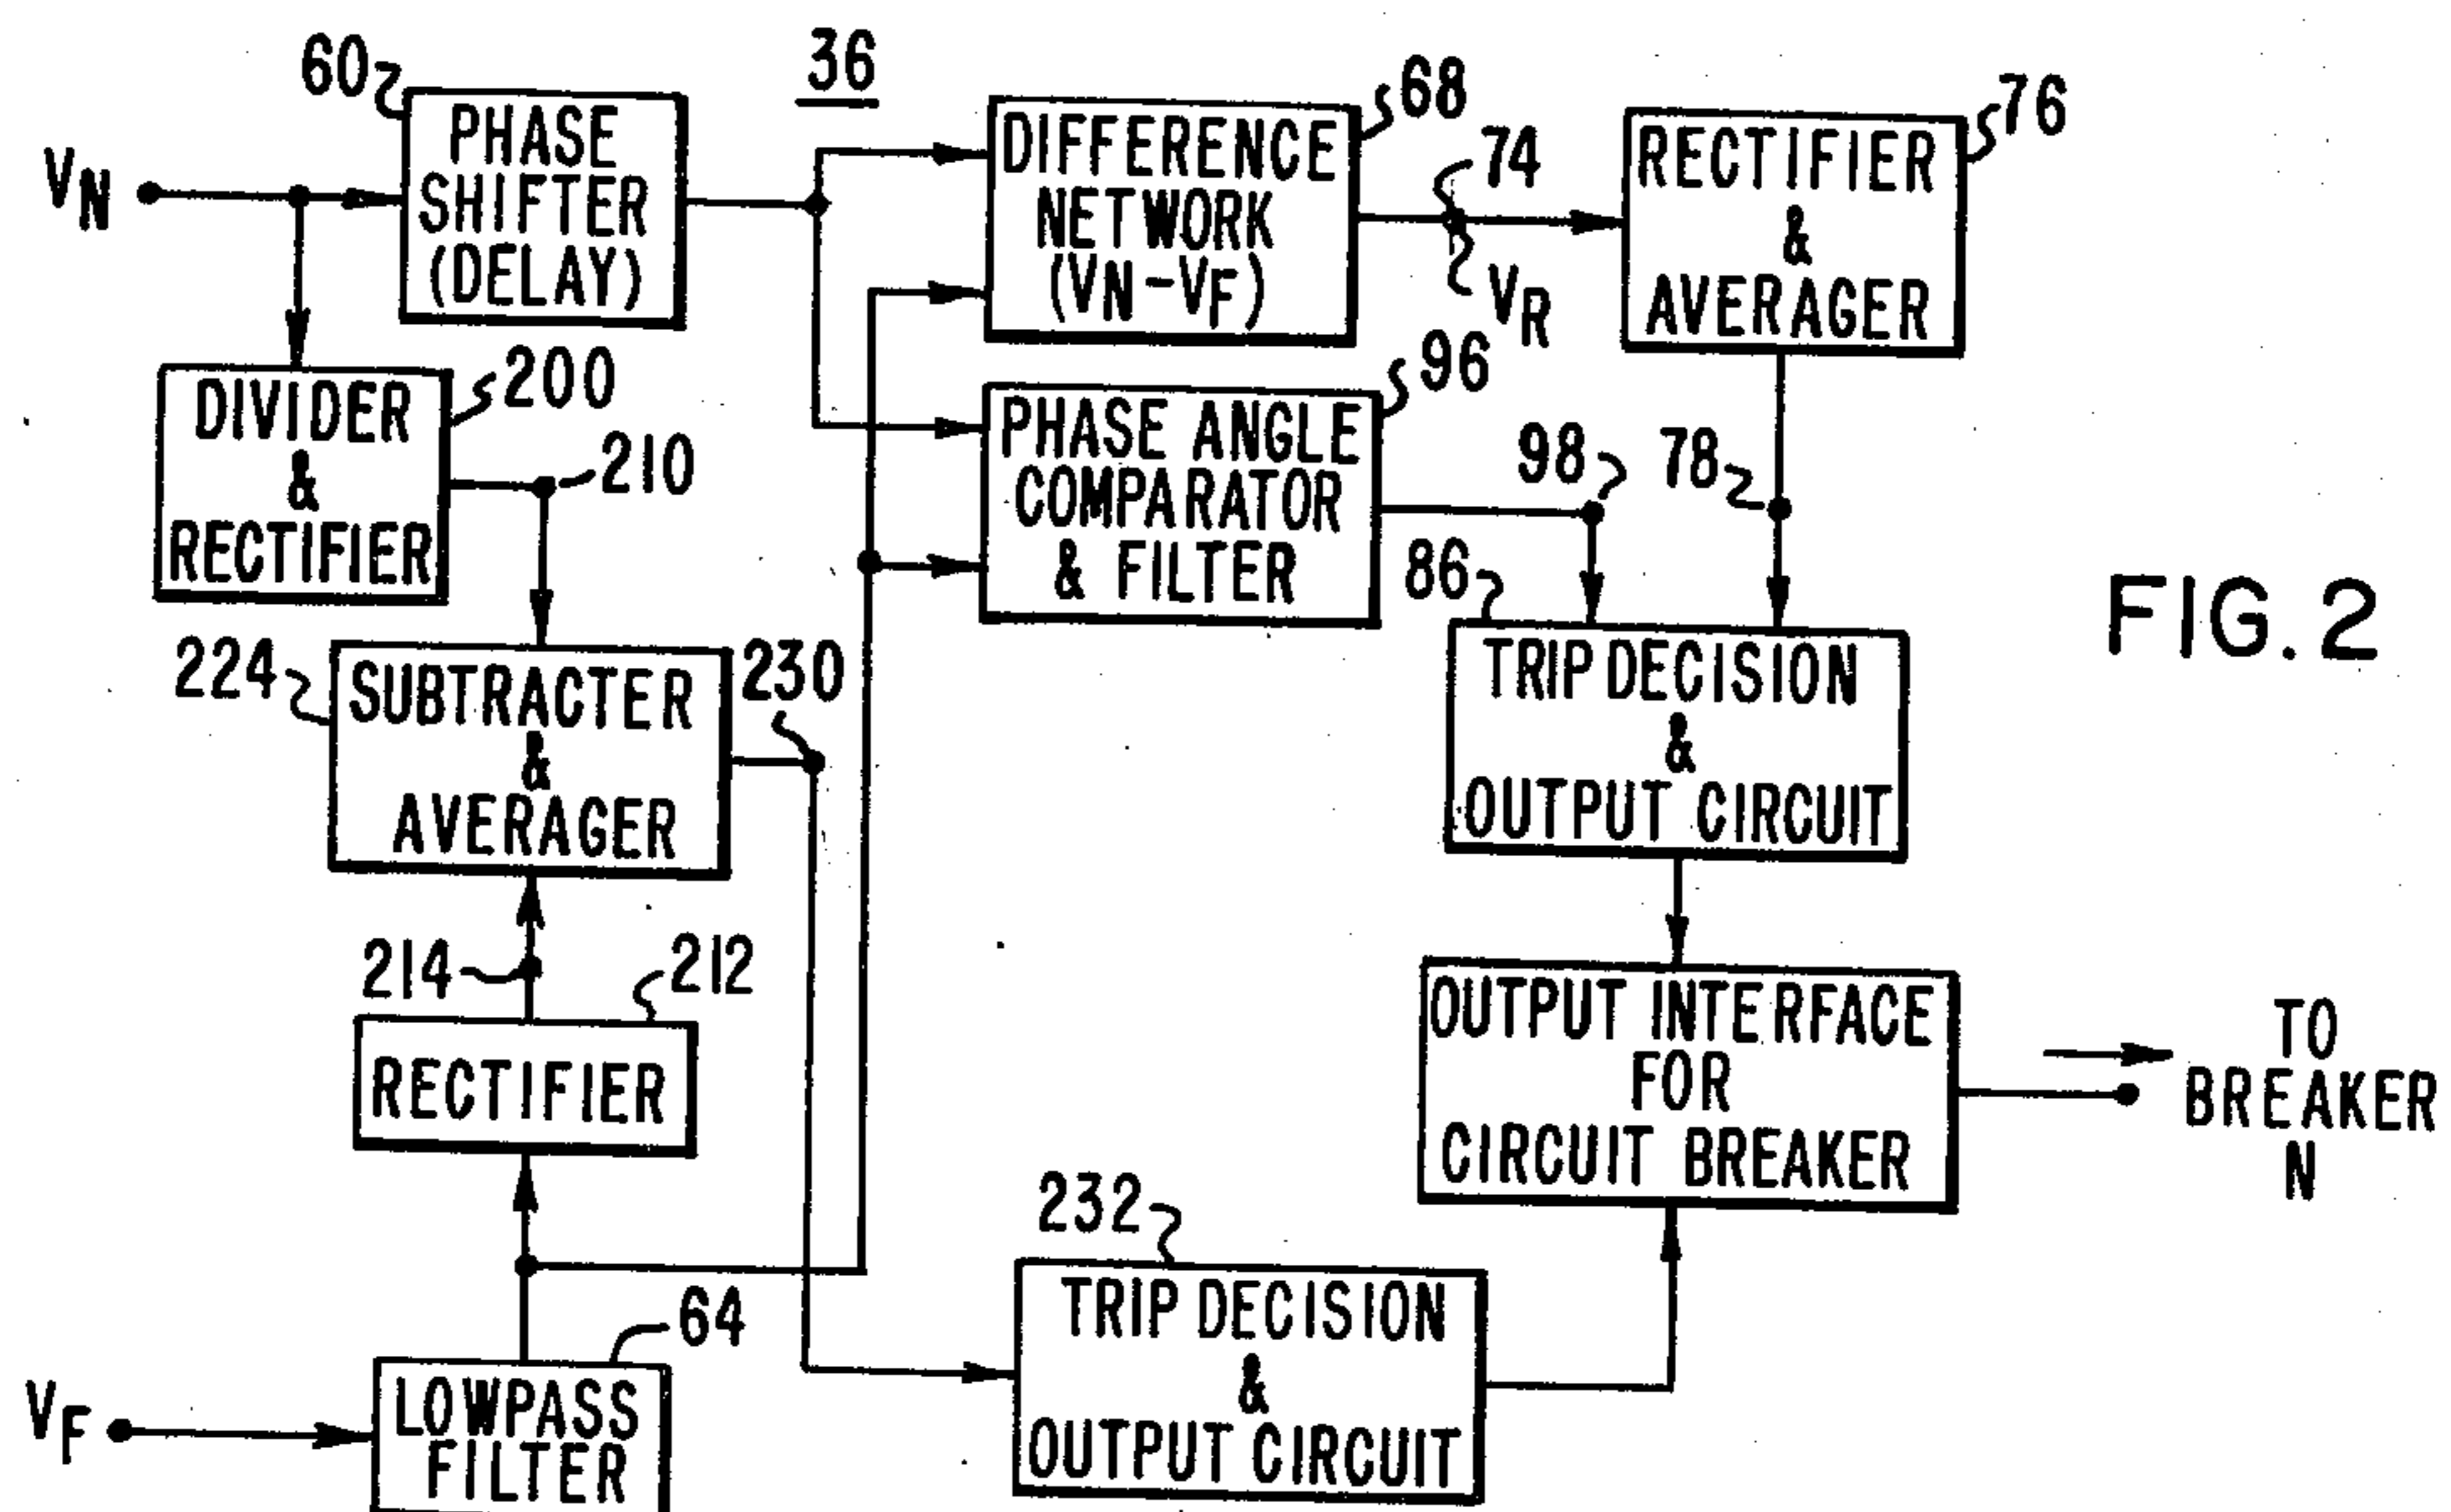 36
60
VN
PHASE
SHIFTER
(DELAY)
68
DIFFERENCE
NETWORK
(VN-VF)
74
VR
76
RECTIFIER
&
AVERAGER
200
DIVIDER
&
RECTIFIER
210
96
PHASE ANGLE
COMPARATOR
& FILTER
98
78
86
TRIP DECISION
&
OUTPUT CIRCUIT
FIG. 2
224
SUBTRACTER
&
AVERAGER
230
214
212
RECTIFIER
OUTPUT INTERFACE
FOR
CIRCUIT BREAKER
TO
BREAKER
N
232
TRIP DECISION
&
OUTPUT CIRCUIT
64
VF
LOWPASS
FILTER